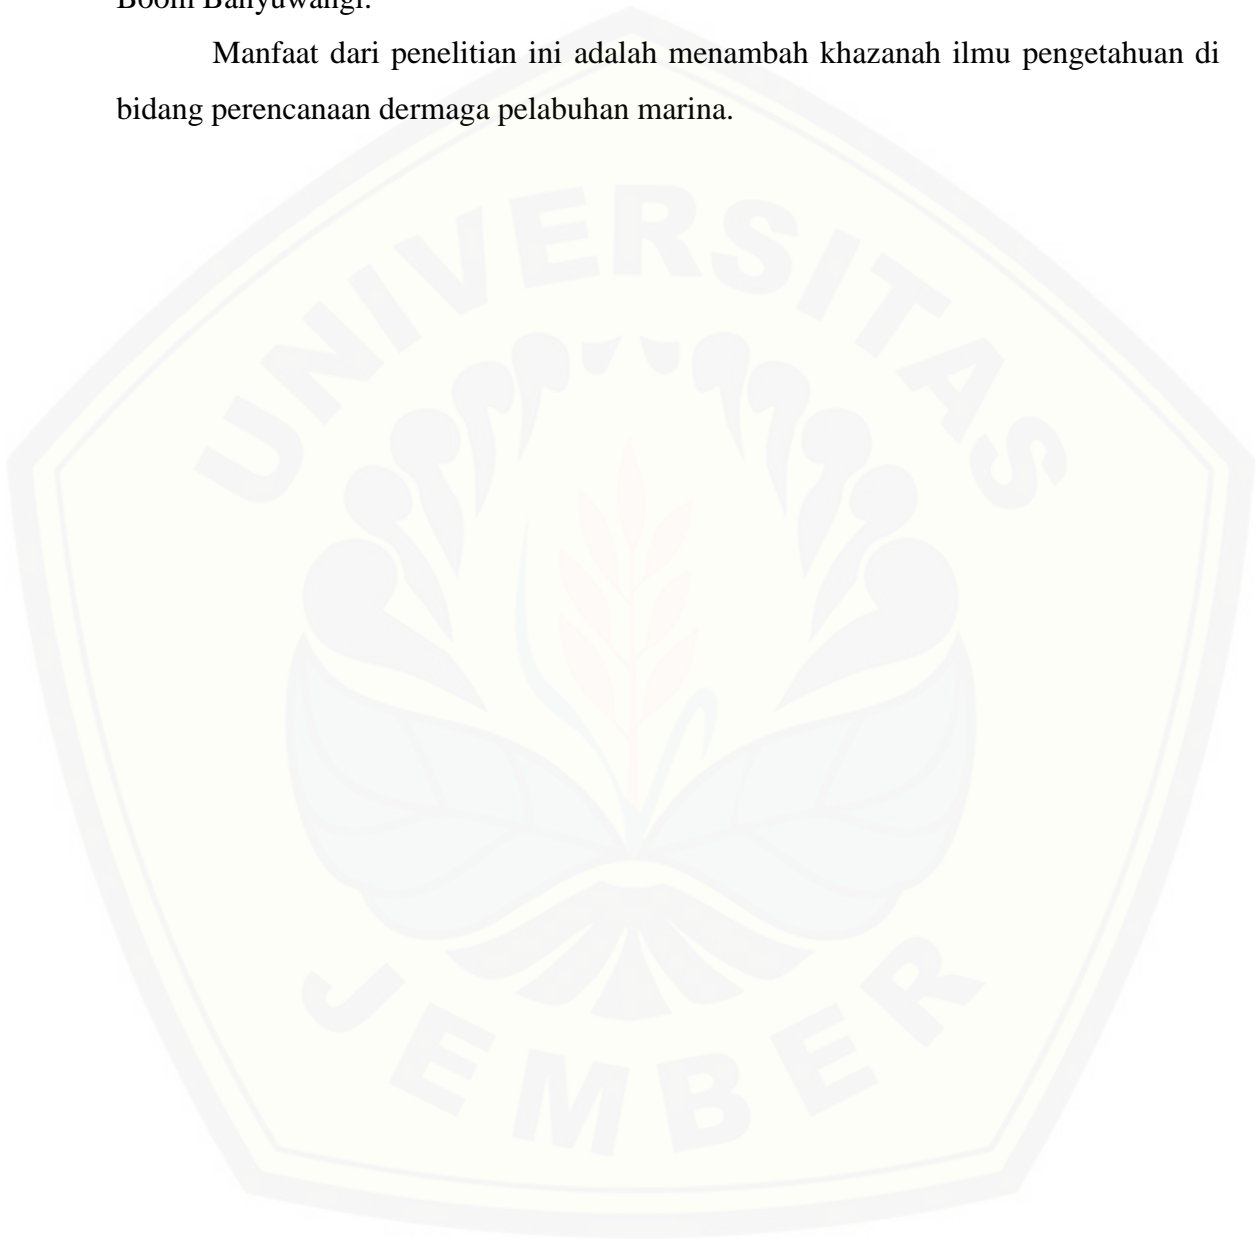 Boom Banyuwangi.
Manfaat dari penelitian ini adalah menambah khazanah ilmu pengetahuan di
bidang perencanaan dermaga pelabuhan marina.
UNIVERSITAS
JEMBER